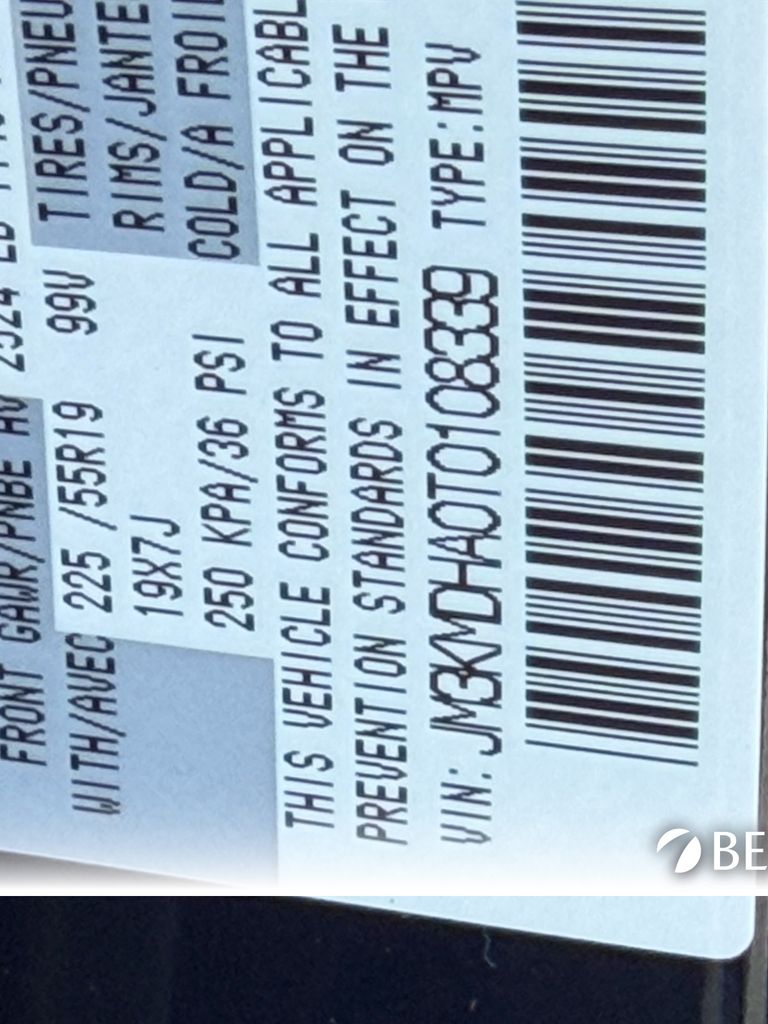 FRONT GAWR/PNBE AV
WITH/AVEC 225 /55R19 99V TIRES/PNEU
19X7J RIMS/JANTE
250 KPA/36 PSI COLD/A FROI
THIS VEHICLE CONFORMS TO ALL APPLICABL
PREVENTION STANDARDS IN EFFECT ON THE
VIN: JM3KMDHA0T0108339 TYPE:MPV
BE